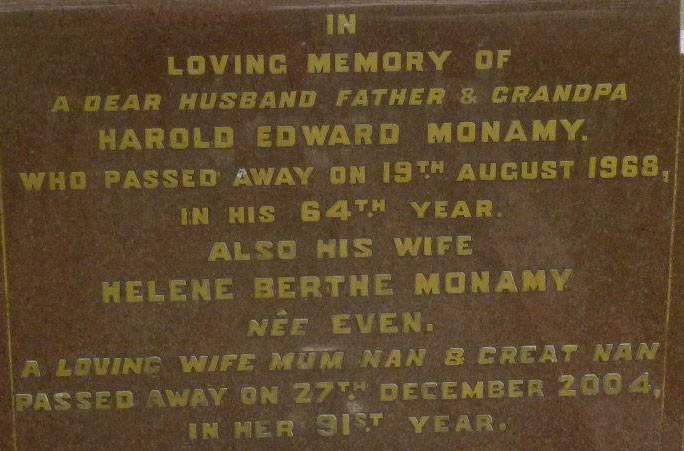 IN
LOVING MEMORY OF
A DEAR HUSBAND FATHER & GRANDPA
HAROLD EDWARD MONAMY.
WHO PASSED AWAY ON 19TH. AUGUST 1968,
IN HIS 64TH. YEAR.
ALSO HIS WIFE
HELENE BERTHE MONAMY
NÊE EVEN.
A LOVING WIFE MUM NAN & GREAT NAN
PASSED AWAY ON 27TH. DECEMBER 2004,
IN HER 91ST. YEAR.